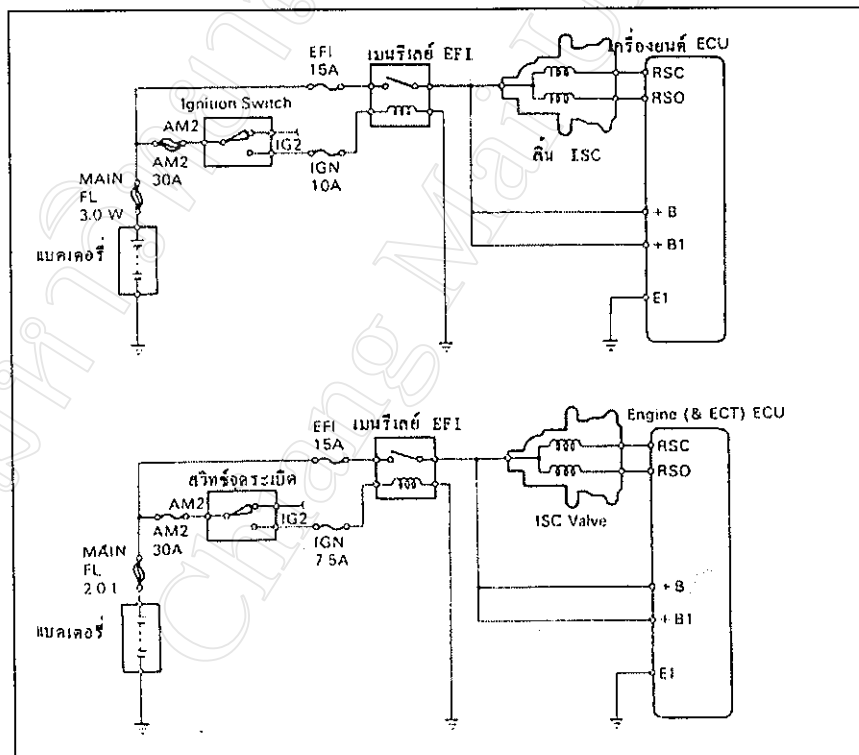 เครื่องยนต์ ECU
เมนรีเลย์ EFI
EFI
15A
RSC
RSO
Ignition Switch
AM2
IG2
AM2
30A
IGN
10A
ลิ้น ISC
MAIN
FL
3.0 W
แบตเตอรี่
+ B
+ B1
E1
Engine (& ECT) ECU
เมนรีเลย์ EFI
EFI
15A
RSC
RSO
สวิทช์จุดระเบิด
AM2
IG2
AM2
30A
IGN
7.5A
ISC Valve
MAIN
FL
แบตเตอรี่
+ B
+ B1
E1
Chiang Mai